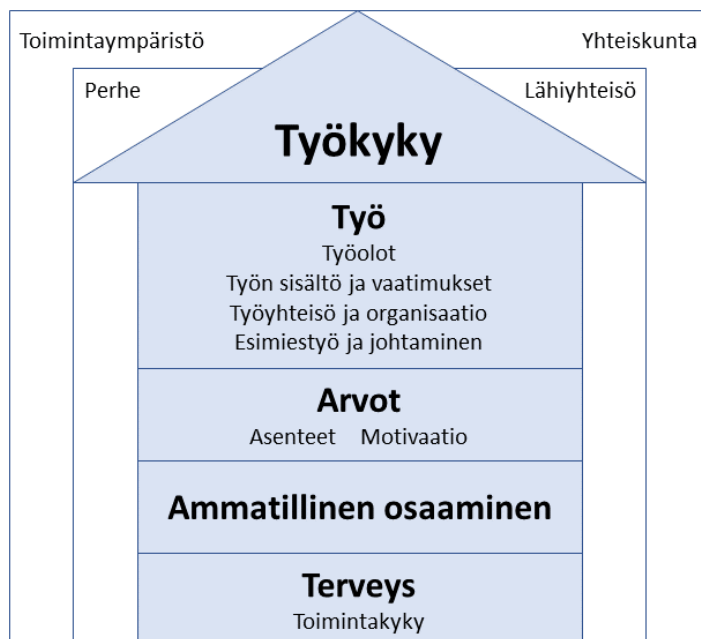 Toimintaympäristö
Yhteiskunta
Perhe
Lähiyhteisö
Työkyky
Työ
Työolot
Työn sisältö ja vaatimukset
Työyhteisö ja organisaatio
Esimiestyö ja johtaminen
Arvot
Asenteet Motivaatio
Ammatillinen osaaminen
Terveys
Toimintakyky